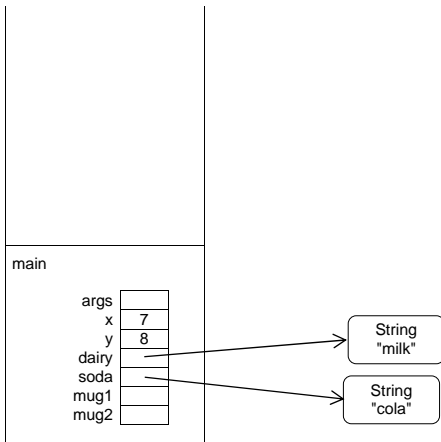 main
args
x 7
y 8
dairy
soda
mug1
mug2
String
"milk"
String
"cola"